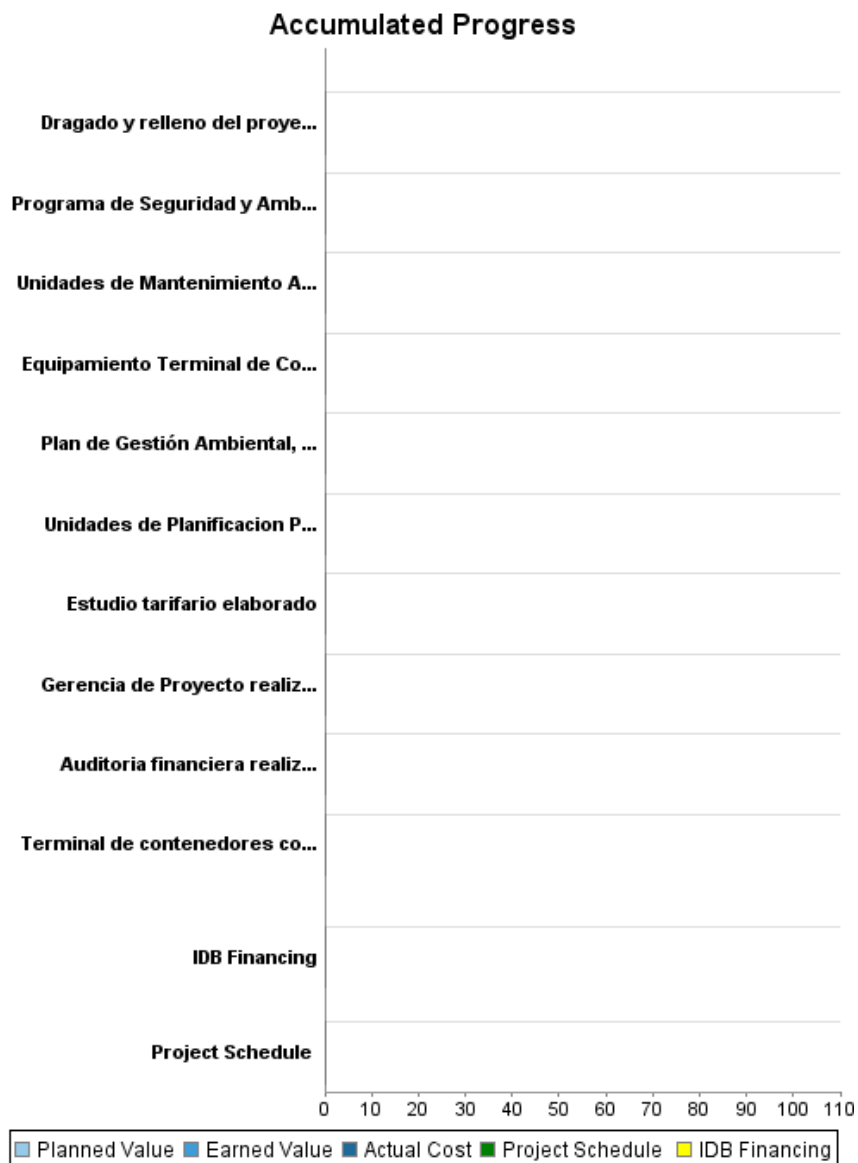 Accumulated Progress
Dragado y relleno del proye...
Programa de Seguridad y Amb...
Unidades de Mantenimiento A...
Equipamiento Terminal de Co...
Plan de Gestión Ambiental, ...
Unidades de Planificacion P...
Estudio tarifario elaborado
Gerencia de Proyecto realiz...
Auditoria financiera realiz...
Terminal de contenedores co...
IDB Financing
Project Schedule
0 10 20 30 40 50 60 70 80 90 100 110
Planned Value Earned Value Actual Cost Project Schedule IDB Financing